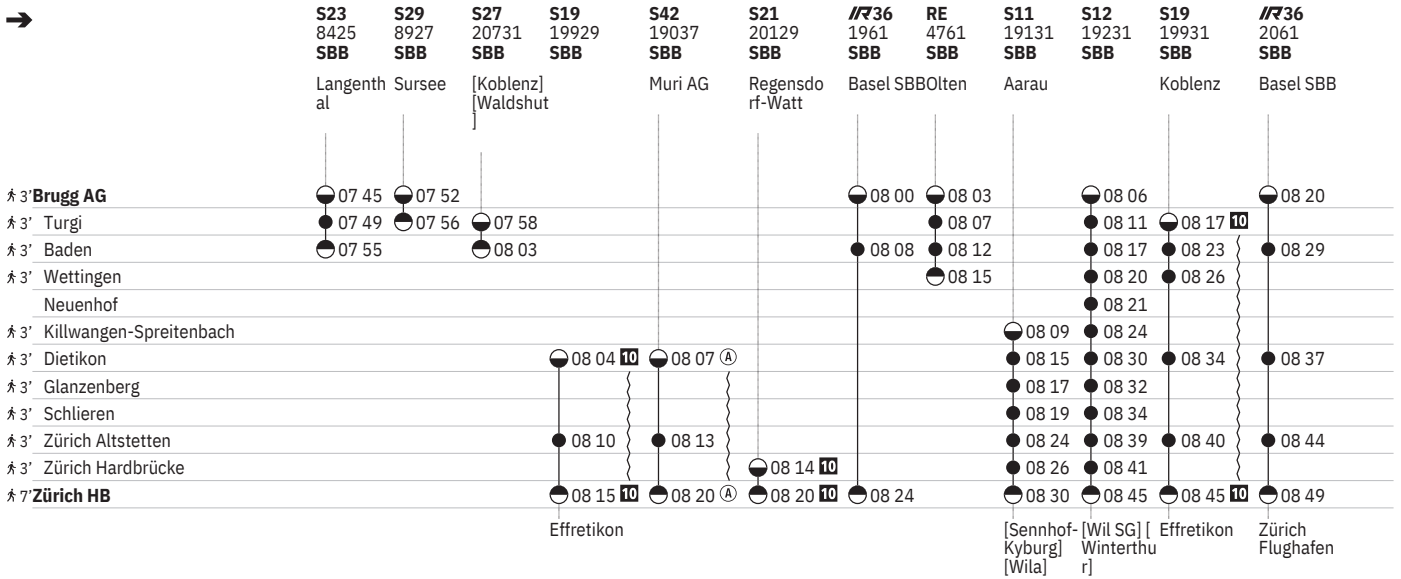 S23 S29 S27 S19 S42 S21 IR36 RE S11 S12 S19 IR36
8425 8927 20731 19929 19037 20129 1961 4761 19131 19231 19931 2061
SBB SBB SBB SBB SBB SBB SBB SBB SBB SBB SBB SBB
Langenth Sursee [Koblenz] Muri AG Regensdo Basel SBB Olten Aarau Koblenz Basel SBB
al [Waldshut rf-Watt
]
3’ Brugg AG 07 45 07 52 08 00 08 03 08 06 08 20
3’ Turgi 07 49 07 56 07 58 08 07 08 11 08 17 10
3’ Baden 07 55 08 03 08 08 08 12 08 17 08 23 08 29
3’ Wettingen 08 15 08 20 08 26
Neuenhof 08 21
3’ Killwangen-Spreitenbach 08 09 08 24
3’ Dietikon 08 04 10 08 07 A 08 15 08 30 08 34 08 37
3’ Glanzenberg 08 17 08 32
3’ Schlieren 08 19 08 34
3’ Zürich Altstetten 08 10 08 13 08 24 08 39 08 40 08 44
3’ Zürich Hardbrücke 08 14 10 08 26 08 41
7’ Zürich HB 08 15 10 08 20 A 08 20 10 08 24 08 30 08 45 08 45 10 08 49
Effretikon [Sennhof- [Wil SG] [ Effretikon Zürich
Kyburg] Winterthu Flughafen
[Wila] r]